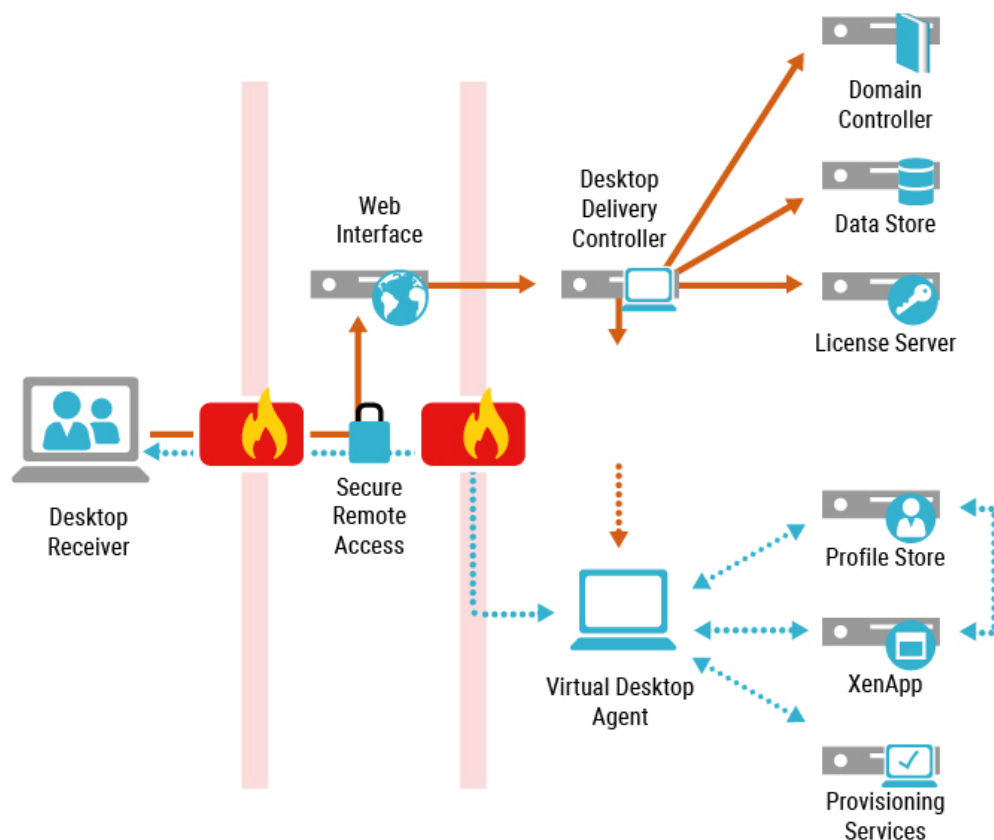 Domain
Controller
Web
Interface
Desktop
Delivery
Controller
Data Store
License Server
Desktop
Receiver
Secure
Remote
Access
Profile Store
Virtual Desktop
Agent
XenApp
Provisioning
Services